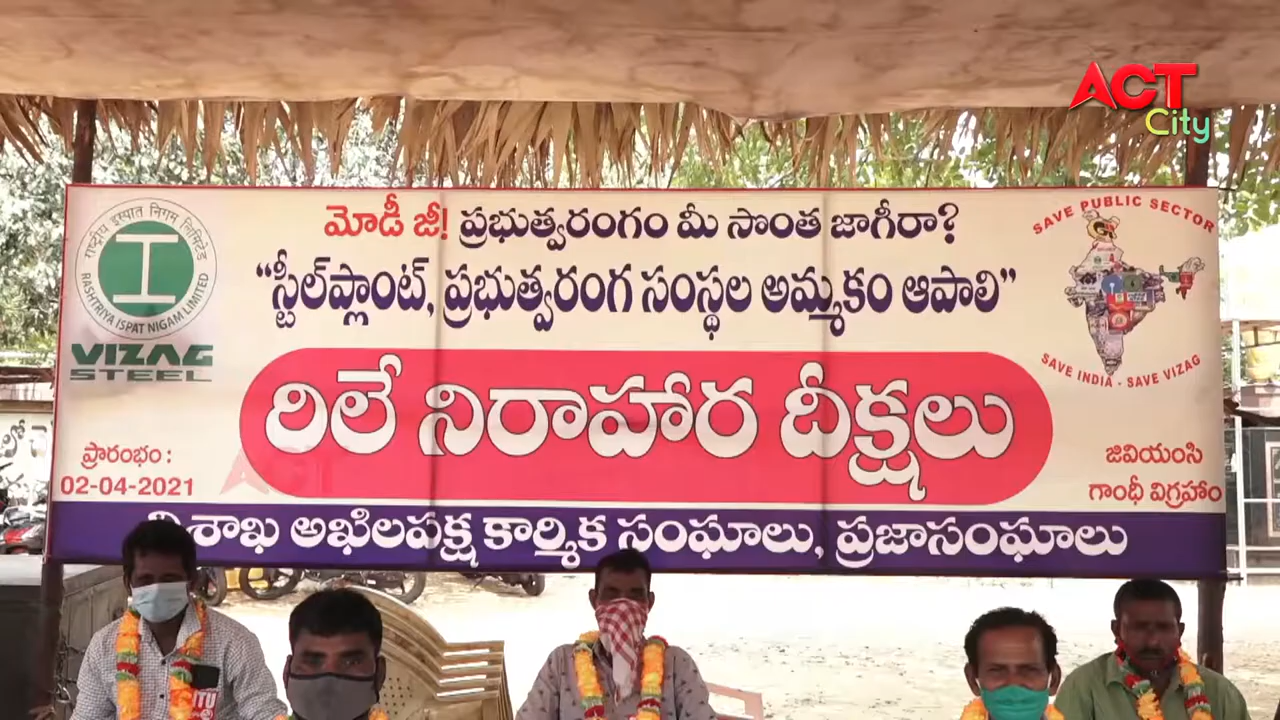 ACT
City
మోడీ జీ! ప్రభుత్వరంగం మీ సొంత జాగీరా?
“స్టీల్‌ప్లాంట్, ప్రభుత్వరంగ సంస్థల అమ్మకం ఆపాలి”
రిలే నిరాహార దీక్షలు
राष्ट्रीय इस्पात निगम लिमिटेड
RASHTRIYA ISPAT NIGAM LIMITED
VIZAG
STEEL
SAVE PUBLIC SECTOR
SAVE INDIA - SAVE VIZAG
ప్రారంభం :
02-04-2021
ACT
జివియంసి
గాంధీ విగ్రహం
విశాఖ అఖిలపక్ష కార్మిక సంఘాలు, ప్రజాసంఘాలు